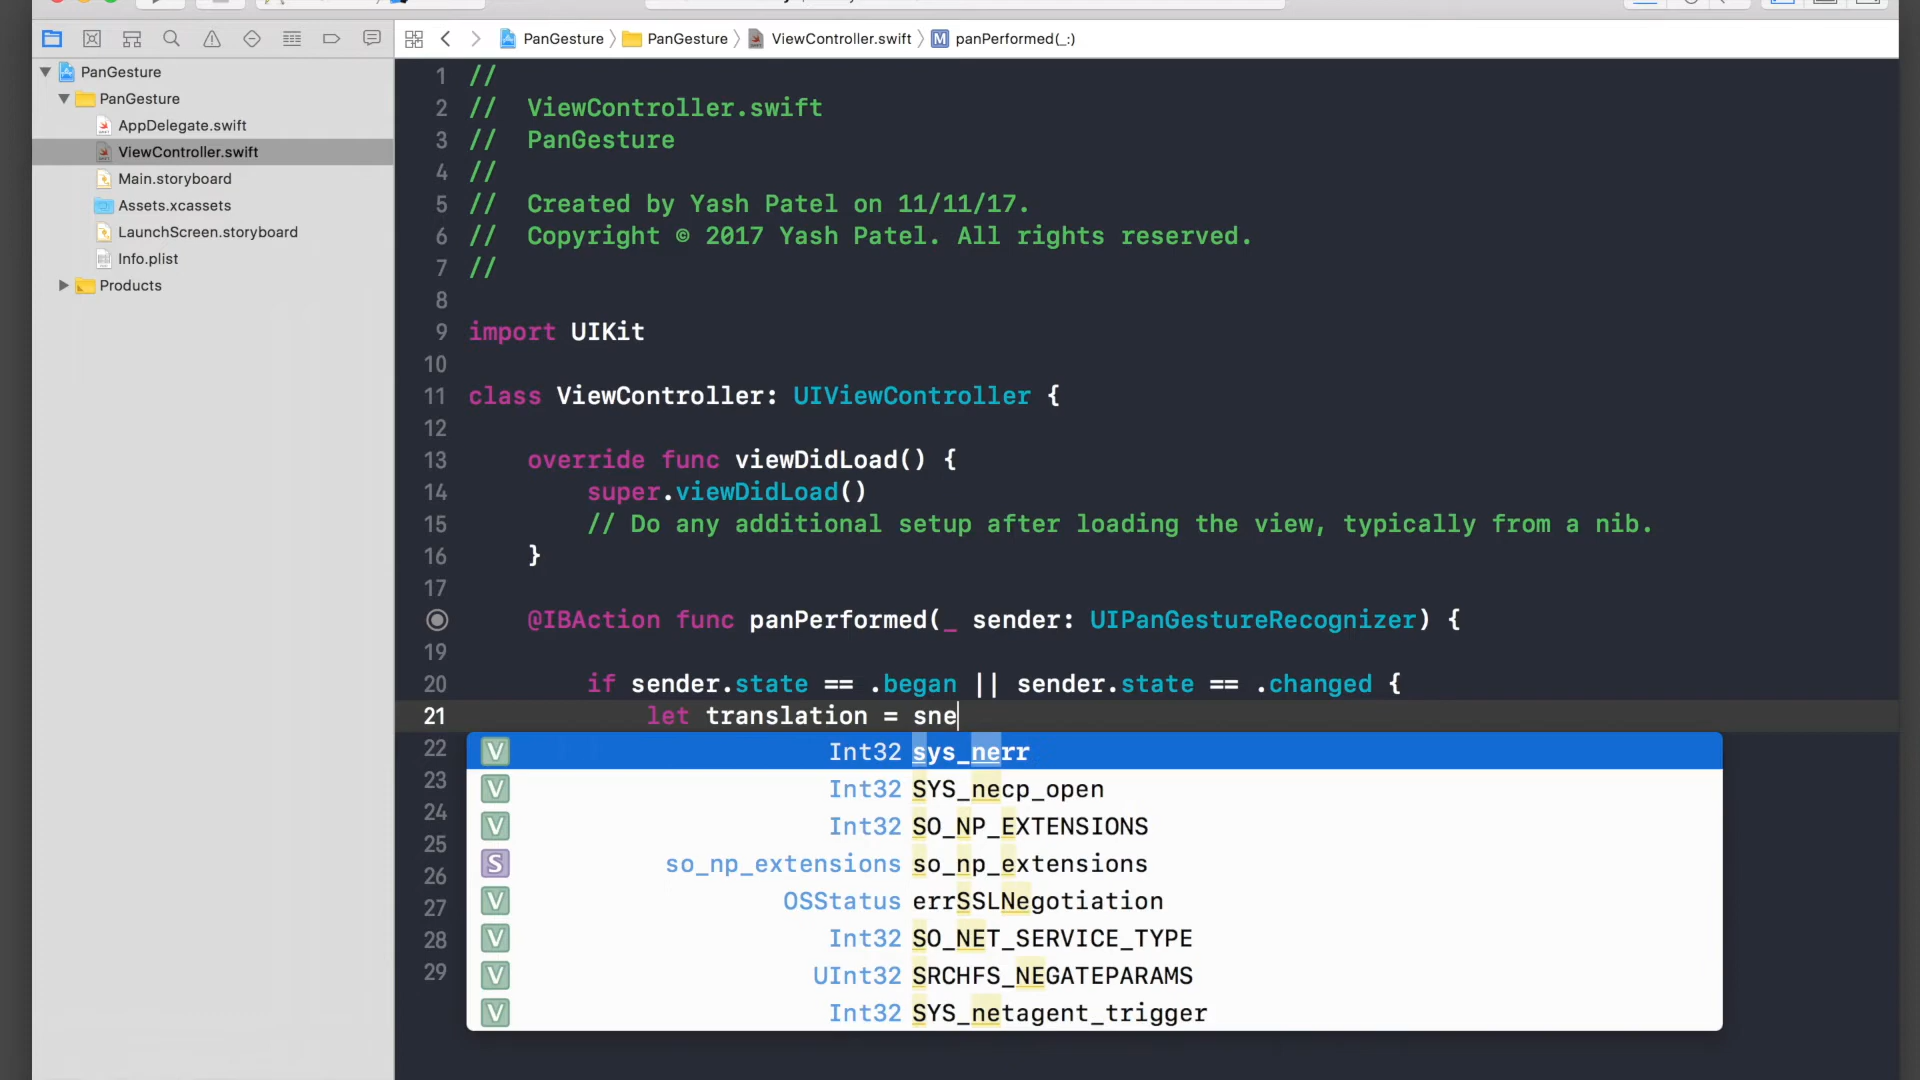 PanGesture PanGesture ViewController.swift M panPerformed(_:)
PanGesture
PanGesture
AppDelegate.swift
ViewController.swift
Main.storyboard
Assets.xcassets
LaunchScreen.storyboard
Info.plist
Products
1 //
2 //  ViewController.swift
3 //  PanGesture
4 //
5 //  Created by Yash Patel on 11/11/17.
6 //  Copyright © 2017 Yash Patel. All rights reserved.
7 //
8
9 import UIKit
10
11 class ViewController: UIViewController {
12
13     override func viewDidLoad() {
14         super.viewDidLoad()
15         // Do any additional setup after loading the view, typically from a nib.
16     }
17
@IBAction func panPerformed(_ sender: UIPanGestureRecognizer) {
19
20         if sender.state == .began || sender.state == .changed {
21             let translation = sne
22 V Int32 sys_nerr
23 V Int32 SYS_necp_open
24 V Int32 SO_NP_EXTENSIONS
25 S so_np_extensions so_np_extensions
26 V OSStatus errSSLNegotiation
27 V Int32 SO_NET_SERVICE_TYPE
28 V UInt32 SRCHFS_NEGATEPARAMS
29 V Int32 SYS_netagent_trigger